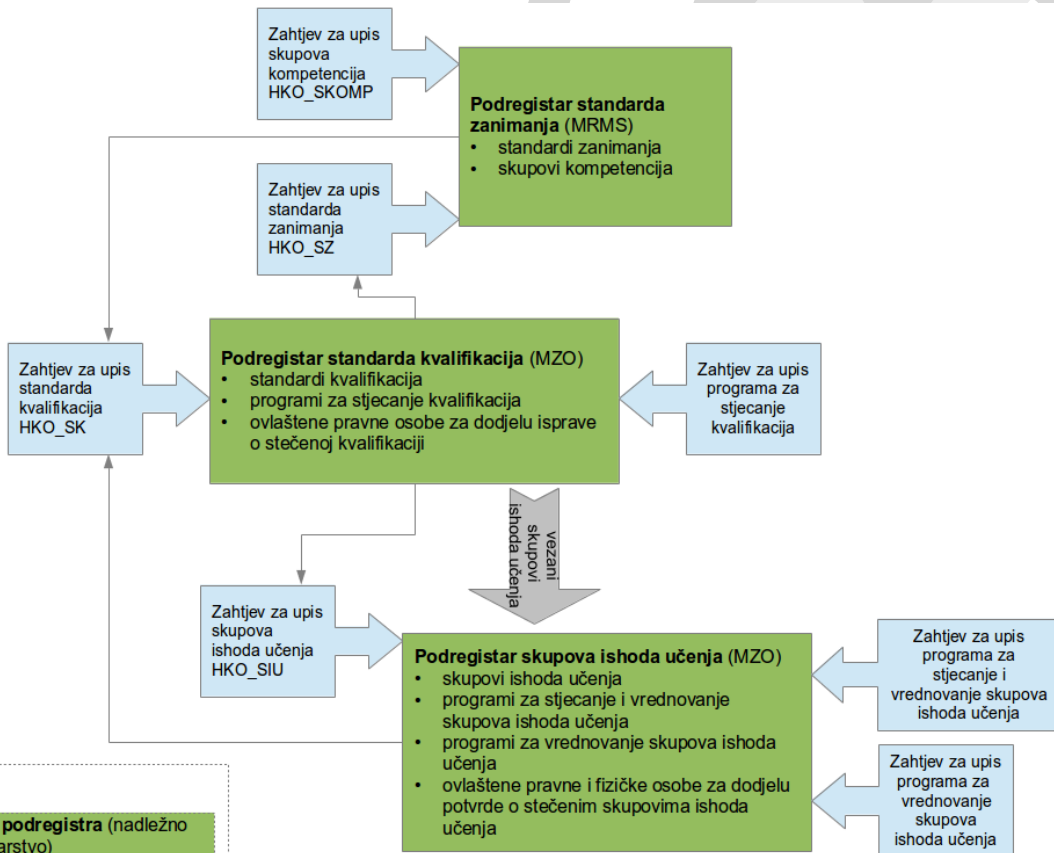 Zahtjev za upis
skupova
kompetencija
HKO_SKOMP
Podregistar standarda
zanimanja (MRMS)
• standardi zanimanja
• skupovi kompetencija
Zahtjev za upis
standarda
zanimanja
HKO_SZ
Zahtjev za upis
standarda
kvalifikacija
HKO_SK
Podregistar standarda kvalifikacija (MZO)
• standardi kvalifikacija
• programi za stjecanje kvalifikacija
• ovlaštene pravne osobe za dodjelu isprave
o stečenoj kvalifikaciji
Zahtjev za upis
programa za
stjecanje
kvalifikacija
vezani
skupovi
ishoda učenja
Zahtjev za upis
skupova
ishoda učenja
HKO_SIU
Podregistar skupova ishoda učenja (MZO)
• skupovi ishoda učenja
• programi za stjecanje i vrednovanje
skupova ishoda učenja
• programi za vrednovanje skupova ishoda
učenja
• ovlaštene pravne i fizičke osobe za dodjelu
potvrde o stečenim skupovima ishoda
učenja
Zahtjev za upis
programa za
stjecanje i
vrednovanje skupova
ishoda učenja
Zahtjev za upis
programa za
vrednovanje
skupova
ishoda učenja
podregistra (nadležno
arstvo)